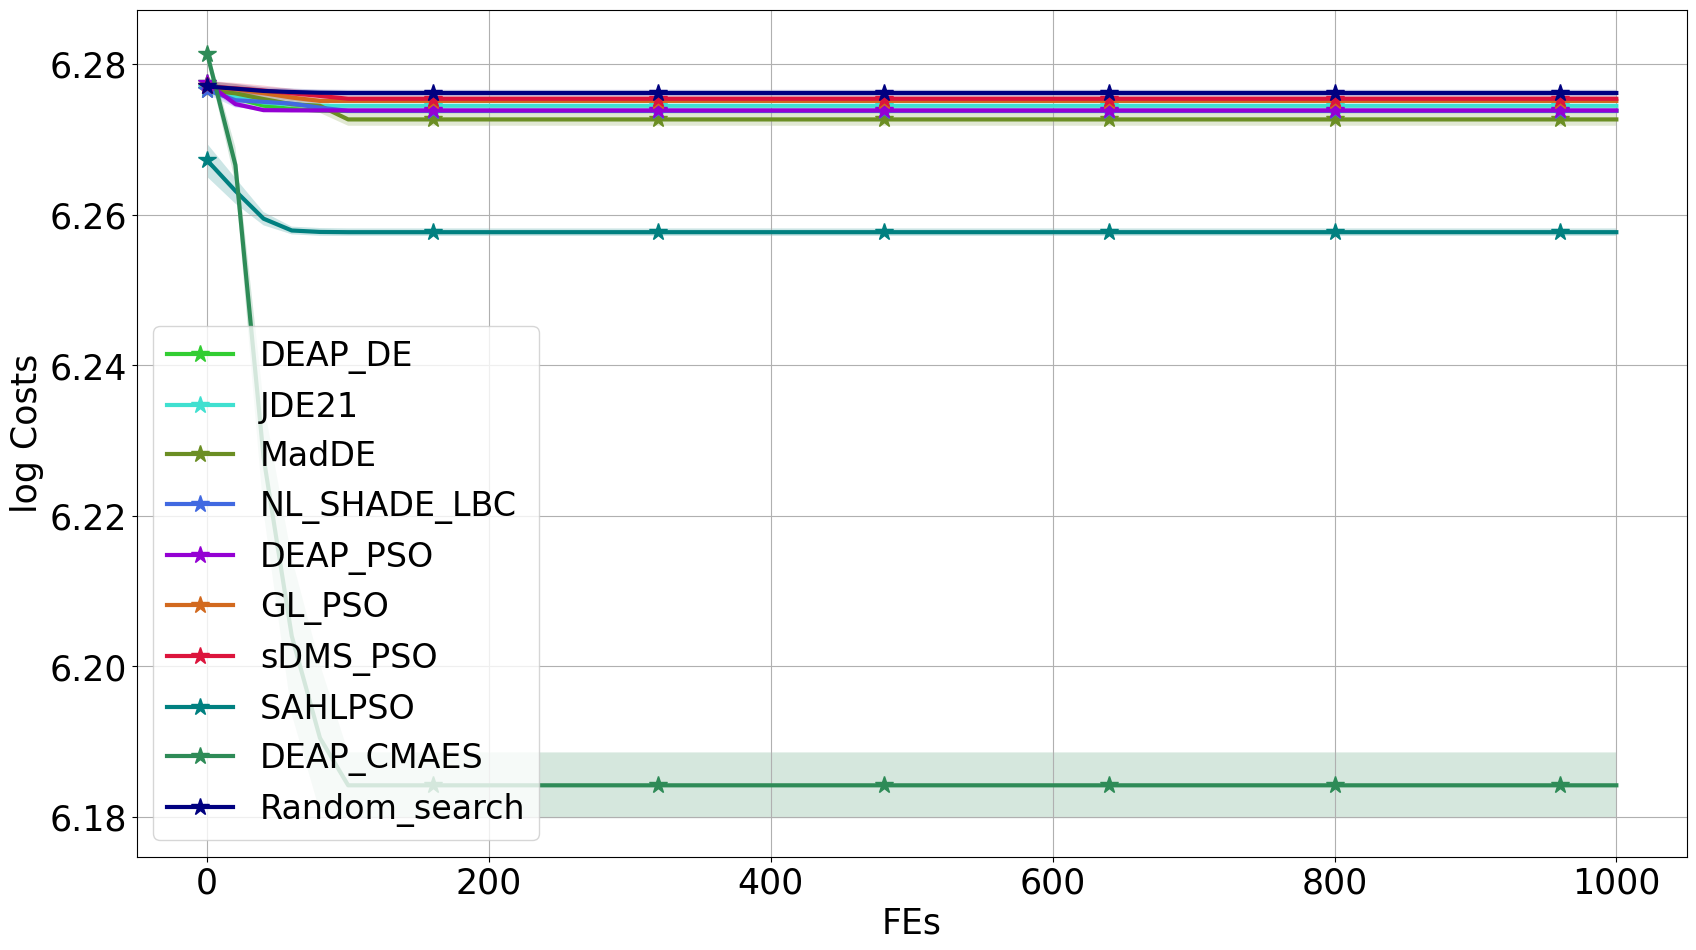 log Costs
6.28
6.26
6.24
6.22
6.20
6.18
DEAP_DE
JDE21
MadDE
NL_SHADE_LBC
DEAP_PSO
GL_PSO
sDMS_PSO
SAHLPSO
DEAP_CMAES
Random_search
0 200 400 600 800 1000
FEs